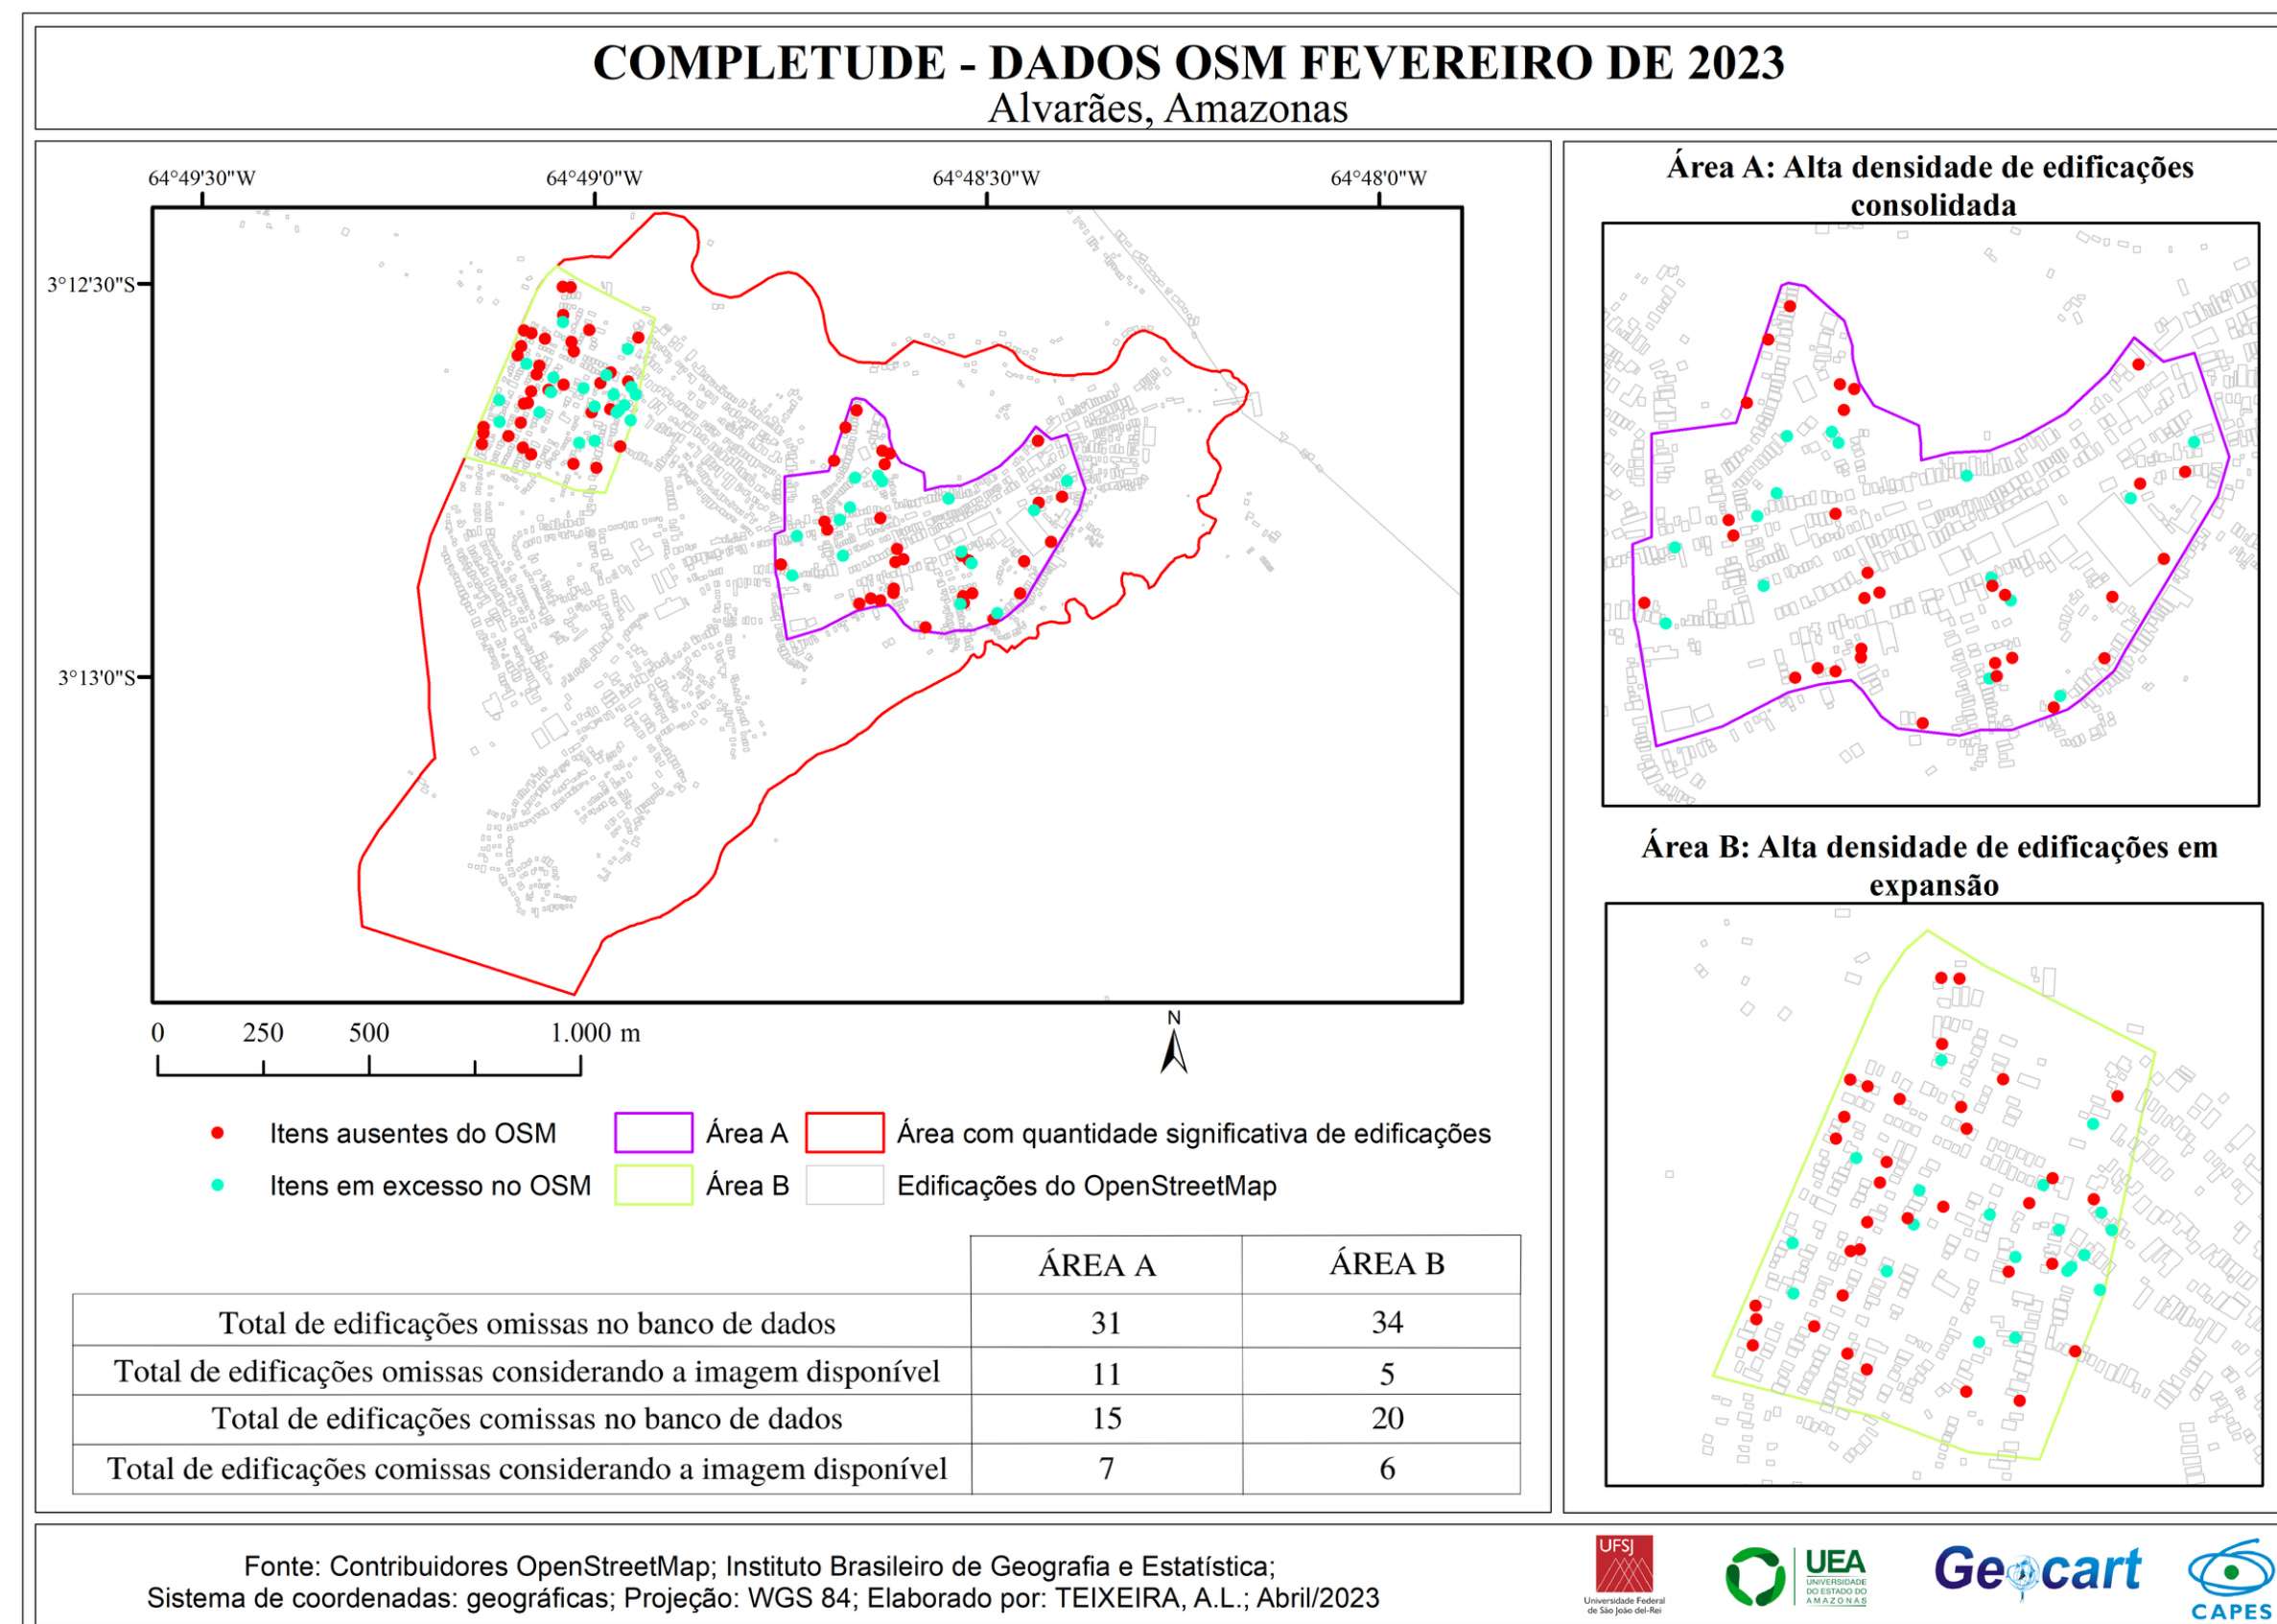 COMPLETUDE - DADOS OSM FEVEREIRO DE 2023
Alvarães, Amazonas
64°49'30"W 64°49'0"W 64°48'30"W 64°48'0"W
3°12'30"S
3°13'0"S
0 250 500 1.000 m
N
Itens ausentes do OSM Área A Área com quantidade significativa de edificações
Itens em excesso no OSM Área B Edificações do OpenStreetMap
ÁREA A ÁREA B
Total de edificações omissas no banco de dados 31 34
Total de edificações omissas considerando a imagem disponível 11 5
Total de edificações comissas no banco de dados 15 20
Total de edificações comissas considerando a imagem disponível 7 6
Área A: Alta densidade de edificações
consolidada
Área B: Alta densidade de edificações em
expansão
Fonte: Contribuidores OpenStreetMap; Instituto Brasileiro de Geografia e Estatística;
Sistema de coordenadas: geográficas; Projeção: WGS 84; Elaborado por: TEIXEIRA, A.L.; Abril/2023
UFSJ
Universidade Federal
de São João del-Rei
UEA
UNIVERSIDADE
DO ESTADO DO
AMAZONAS
Geocart
CAPES